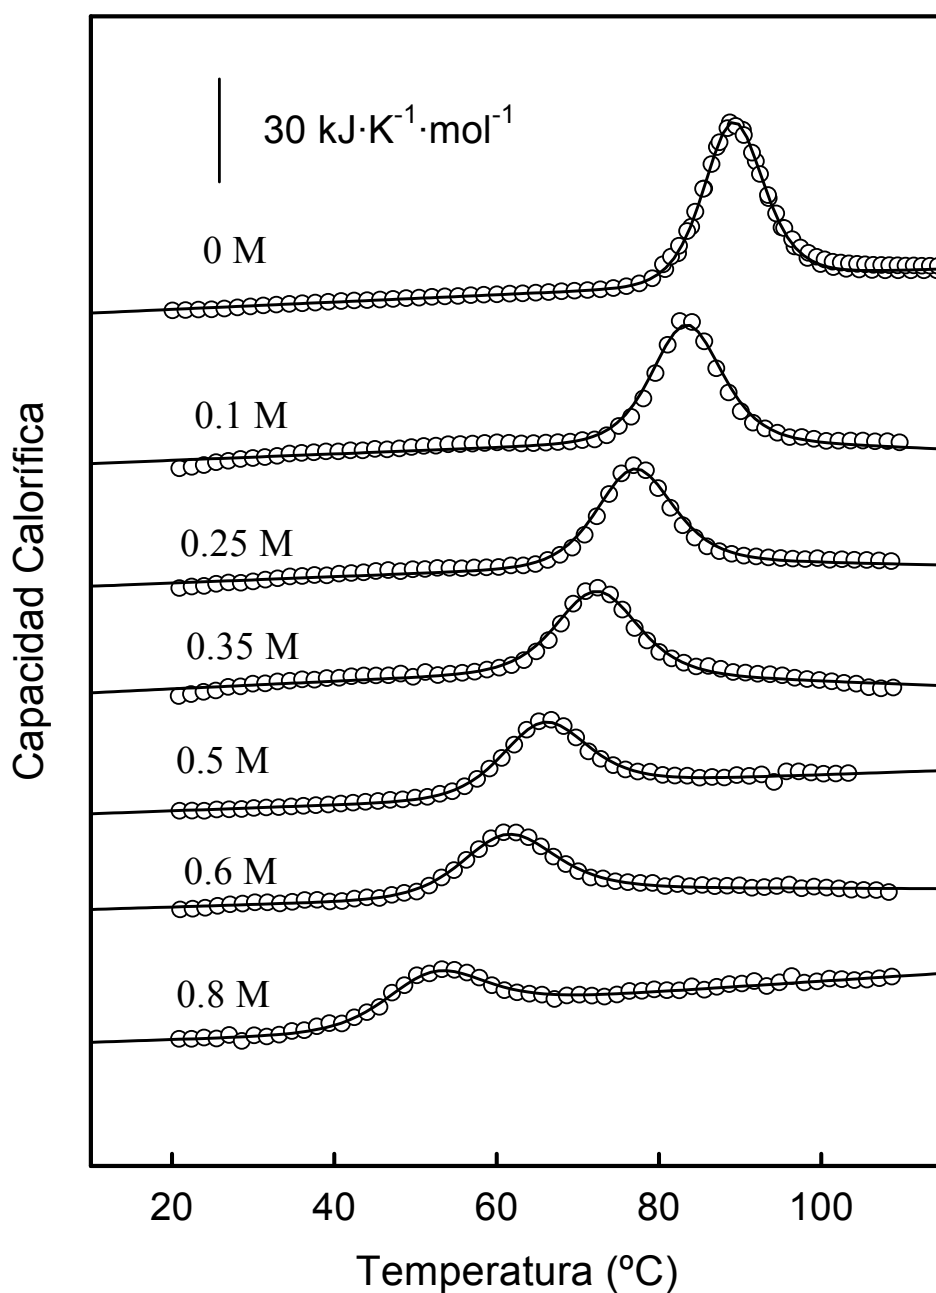 30 kJ·K⁻¹·mol⁻¹
0 M
0.1 M
0.25 M
0.35 M
0.5 M
0.6 M
0.8 M
Capacidad Calorífica
20 40 60 80 100
Temperatura (ºC)